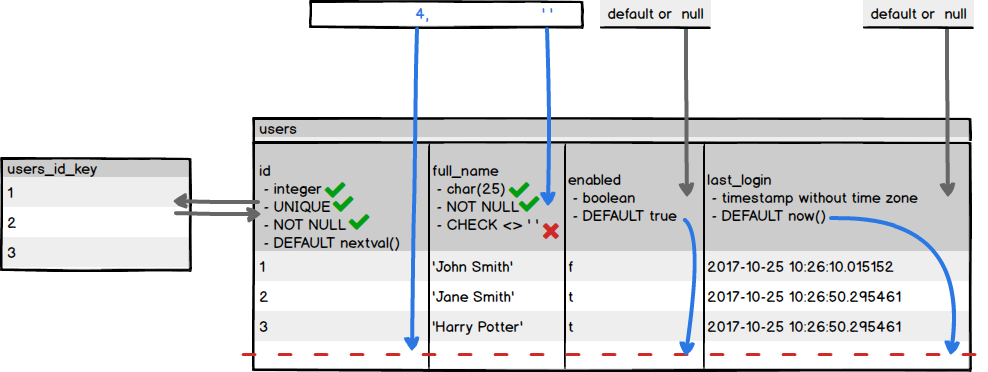 4, ' '
default or null
default or null
users
users_id_key
1
2
3
id
- integer
- UNIQUE
- NOT NULL
- DEFAULT nextval()
full_name
- char(25)
- NOT NULL
- CHECK <> ' '
enabled
- boolean
- DEFAULT true
last_login
- timestamp without time zone
- DEFAULT now()
1 'John Smith' f 2017-10-25 10:26:10.015152
2 'Jane Smith' t 2017-10-25 10:26:50.295461
3 'Harry Potter' t 2017-10-25 10:26:50.295461